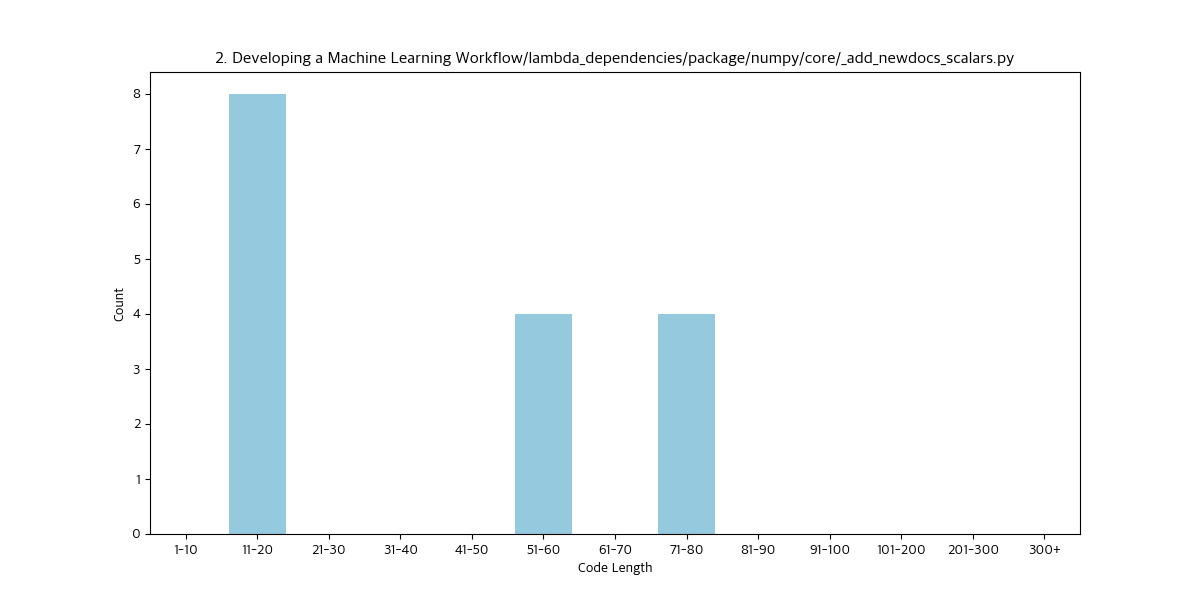 2. Developing a Machine Learning Workflow/lambda_dependencies/package/numpy/core/_add_newdocs_scalars.py
8
7
6
5
4
3
2
1
0
Count
1-10 11-20 21-30 31-40 41-50 51-60 61-70 71-80 81-90 91-100 101-200 201-300 300+
Code Length